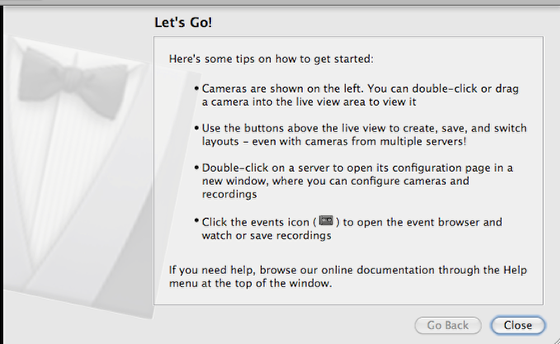 Let's Go!
Here's some tips on how to get started:
• Cameras are shown on the left. You can double-click or drag
a camera into the live view area to view it
• Use the buttons above the live view to create, save, and switch
layouts – even with cameras from multiple servers!
• Double-click on a server to open its configuration page in
a new window, where you can configure cameras and
recordings
• Click the events icon ( ) to open the event browser and
watch or save recordings
If you need help, browse our online documentation through the Help
menu at the top of the window.
Go Back Close